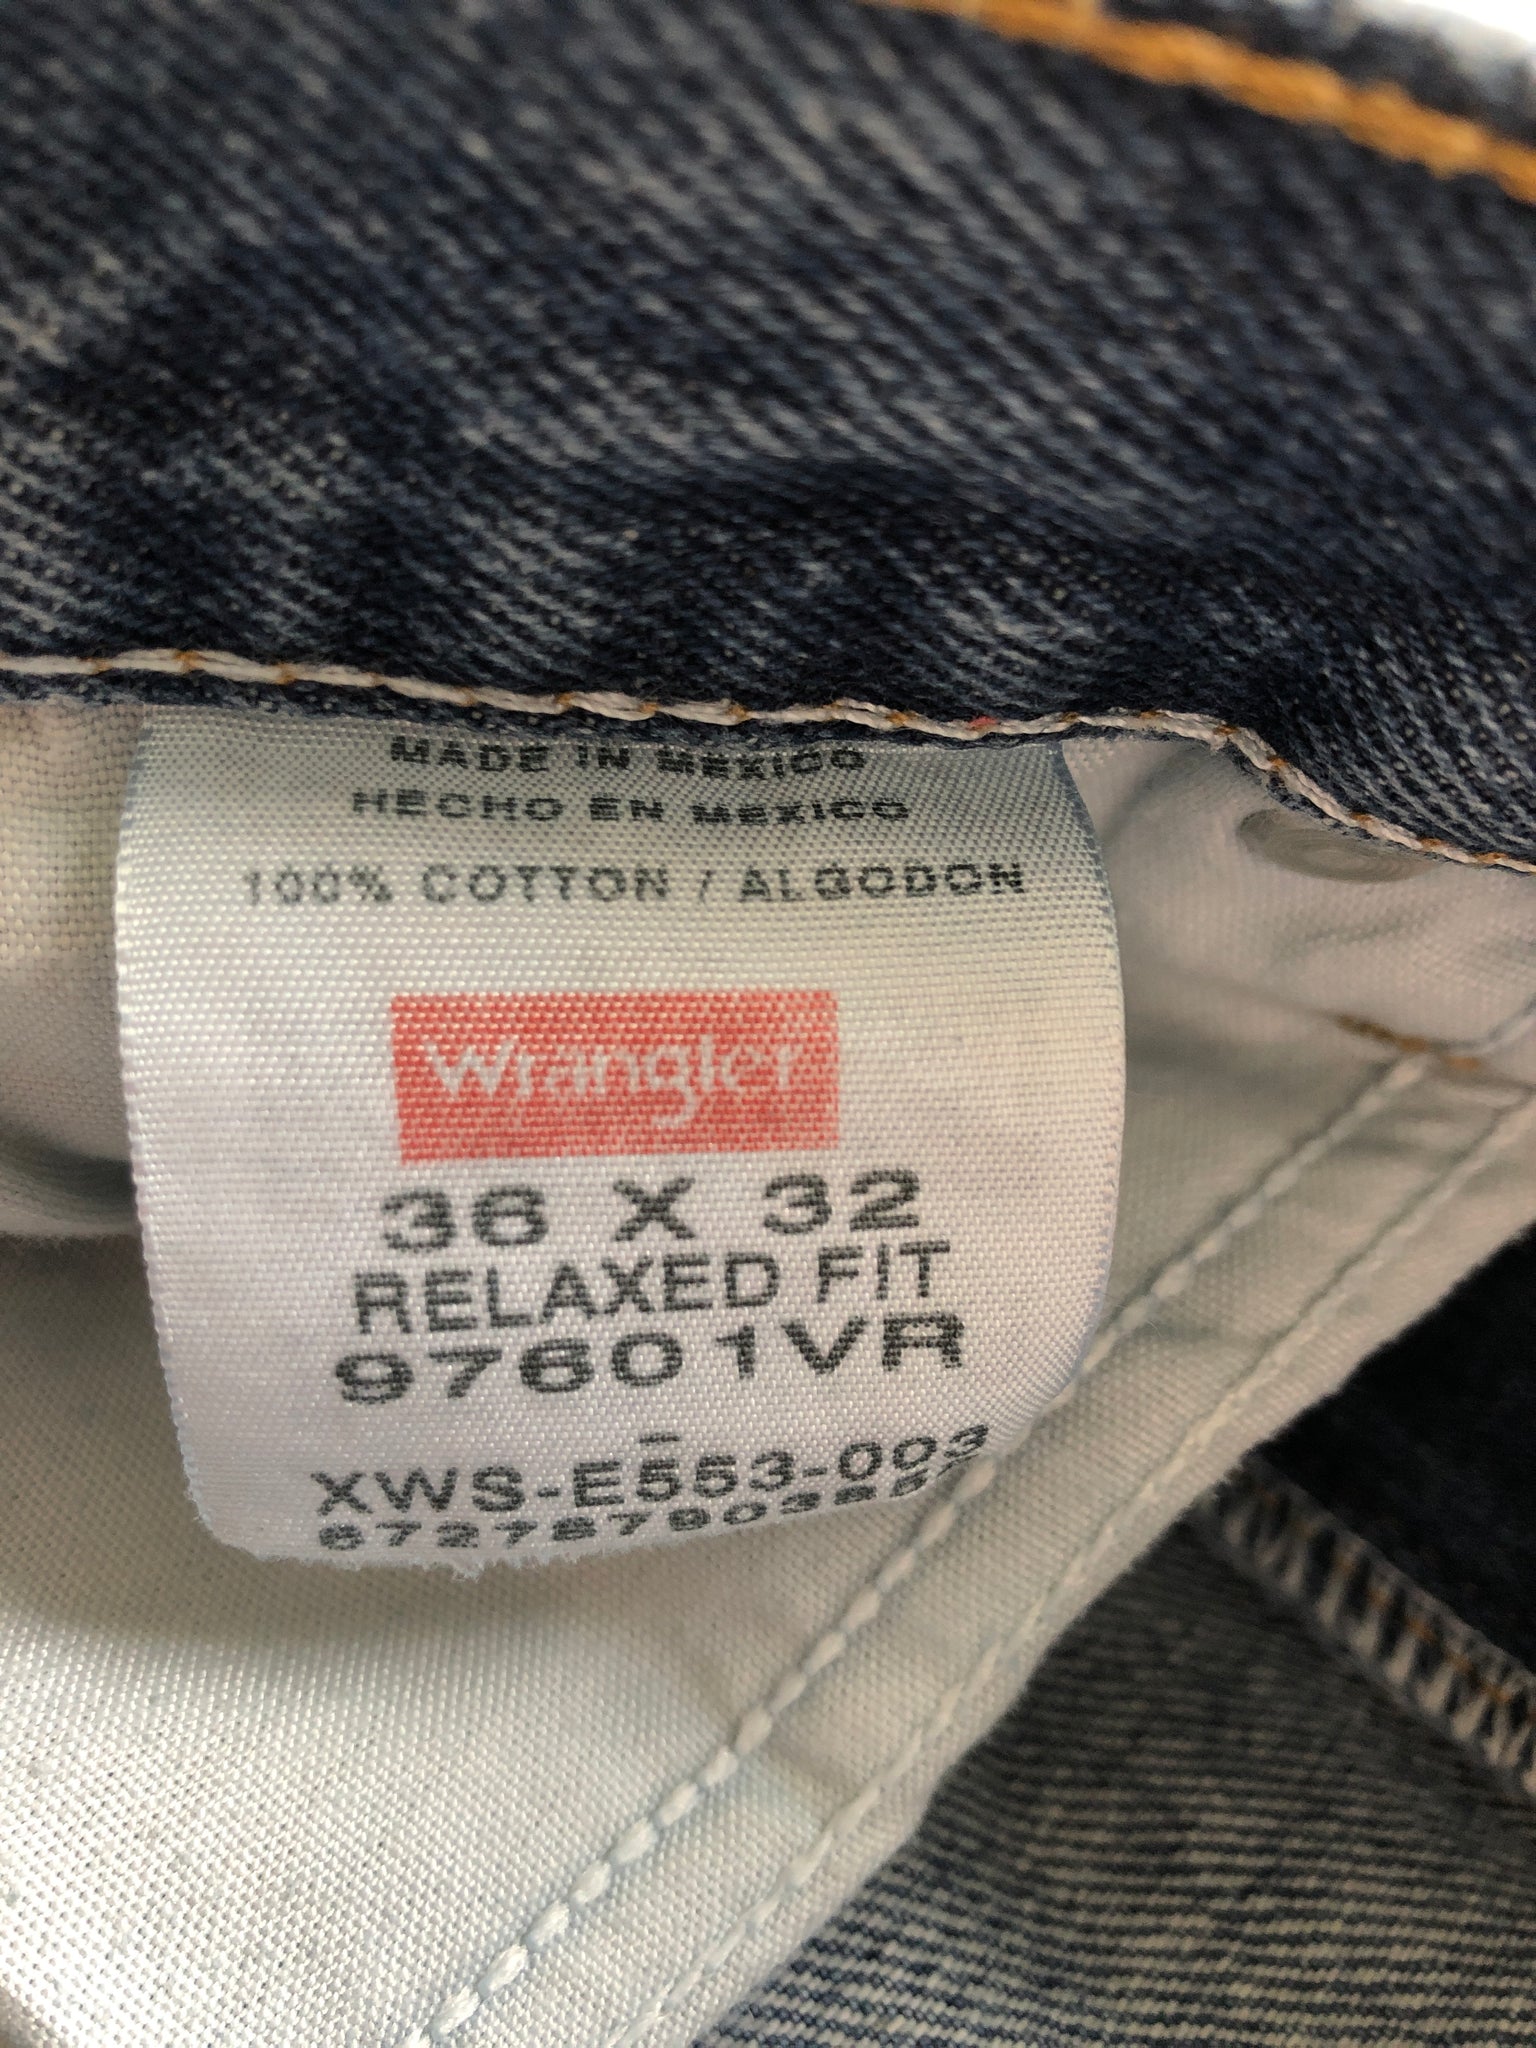 MADE IN MEXICO
HECHO EN MEXICO
100% COTTON / ALGODON
Wrangler
36 X 32
RELAXED FIT
97601VR
XWS-E553-003